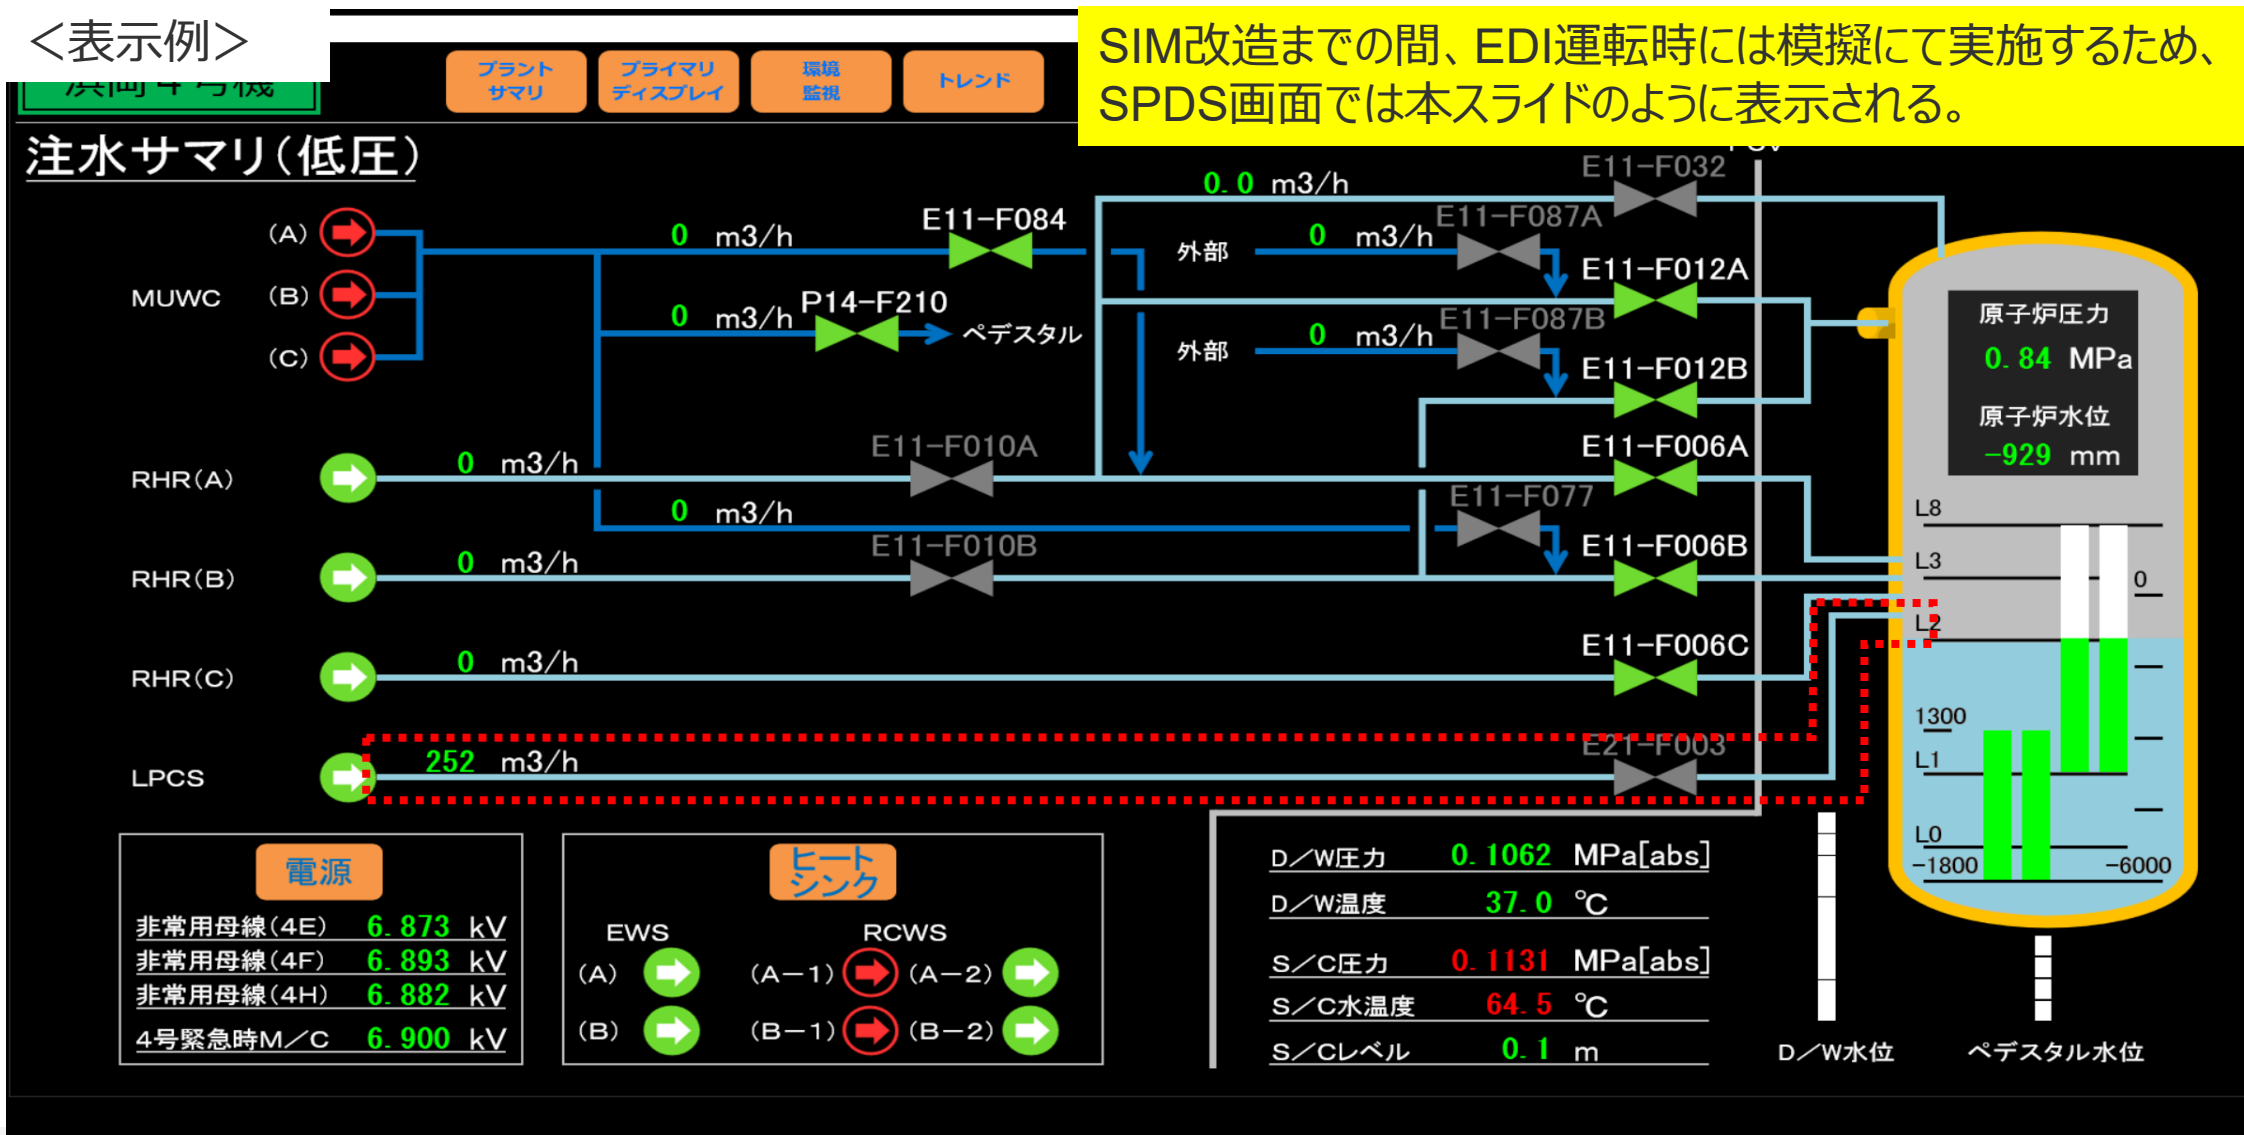 ＜表示例＞
SIM改造までの間、EDI運転時には模擬にて実施するため、
SPDS画面では本スライドのように表示される。
浜岡４号機
プラント
サマリ
プライマリ
ディスプレイ
環境
監視
トレンド
注水サマリ(低圧)
MUWC
(A)
(B)
(C)
0 m3/h
E11-F084
0 m3/h
P14-F210
ペデスタル
0.0 m3/h
E11-F032
外部
0 m3/h
E11-F087A
E11-F012A
外部
0 m3/h
E11-F087B
E11-F012B
RHR(A)
0 m3/h
E11-F010A
E11-F006A
0 m3/h
E11-F077
RHR(B)
0 m3/h
E11-F010B
E11-F006B
RHR(C)
0 m3/h
E11-F006C
LPCS
252 m3/h
E21-F003
原子炉圧力
0.84 MPa
原子炉水位
-929 mm
L8
L3
0
L2
1300
L1
L0
-1800
-6000
電源
非常用母線(4E) 6.873 kV
非常用母線(4F) 6.893 kV
非常用母線(4H) 6.882 kV
4号緊急時M／C 6.900 kV
ヒート
シンク
EWS
RCWS
(A)
(A-1)
(A-2)
(B)
(B-1)
(B-2)
D／W圧力 0.1062 MPa[abs]
D／W温度 37.0 ℃
S／C圧力 0.1131 MPa[abs]
S／C水温度 64.5 ℃
S／Cレベル 0.1 m
D／W水位
ペデスタル水位